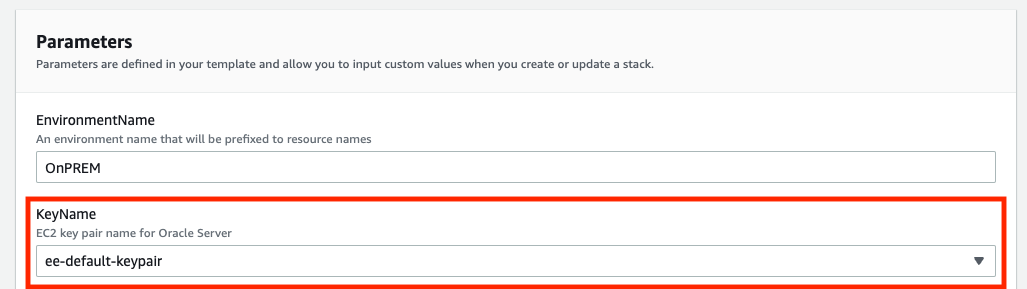 Parameters
Parameters are defined in your template and allow you to input custom values when you create or update a stack.
EnvironmentName
An environment name that will be prefixed to resource names
OnPREM
KeyName
EC2 key pair name for Oracle Server
ee-default-keypair